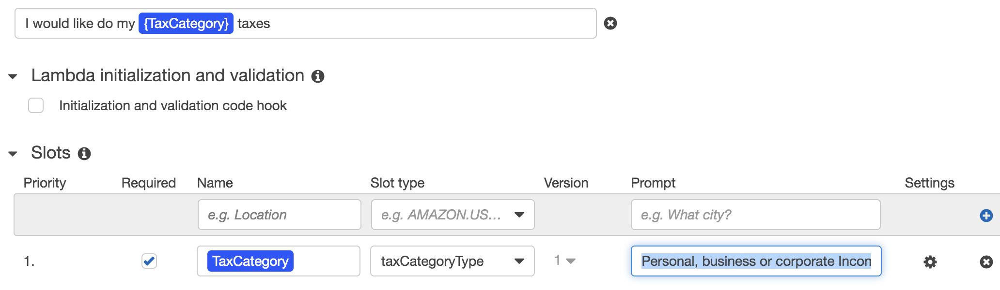 I would like do my {TaxCategory} taxes
Lambda initialization and validation
Initialization and validation code hook
Slots
Priority Required Name Slot type Version Prompt Settings
e.g. Location e.g. AMAZON.US... e.g. What city?
1. TaxCategory taxCategoryType 1 Personal, business or corporate